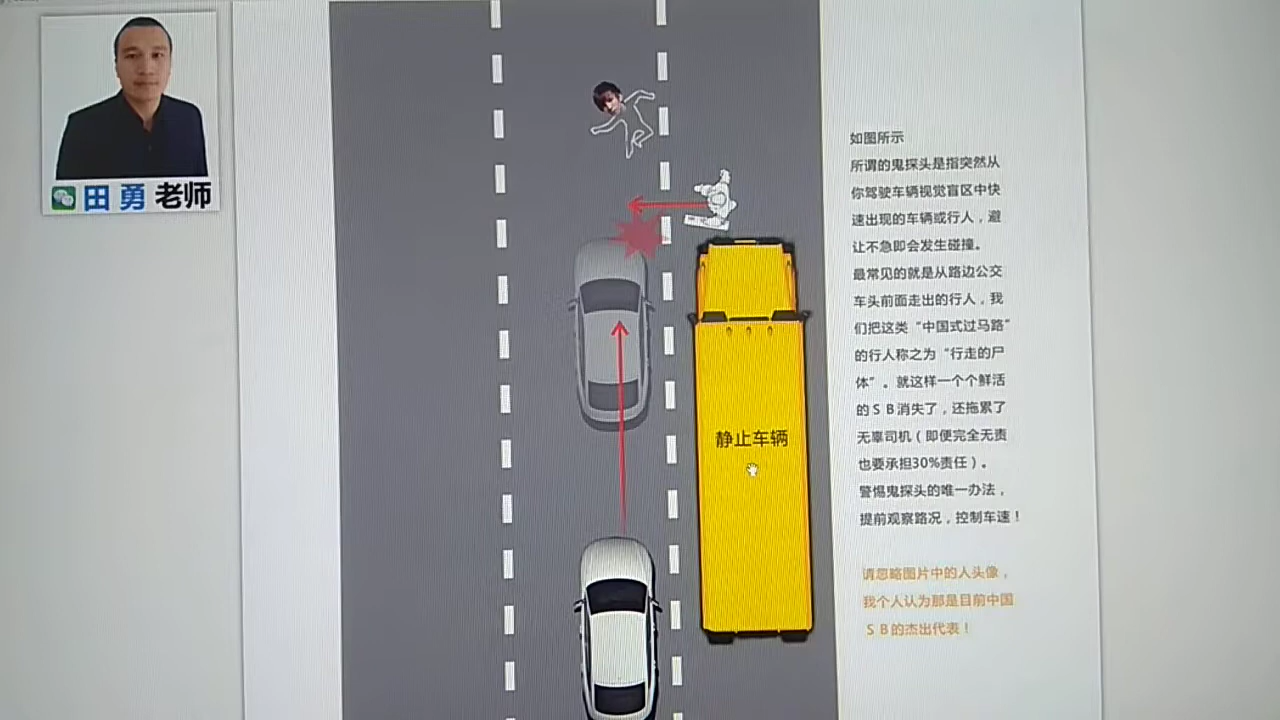 田 勇 老师
静止车辆
如图所示
所谓的鬼探头是指突然从
你驾驶车辆视觉盲区中快
速出现的车辆或行人，避
让不急即会发生碰撞。
最常见的就是从路边公交
车头前面走出的行人，我
们把这类“中国式过马路”
的行人称之为“行走的尸
体”。就这样一个个鲜活
的ＳＢ消失了，还拖累了
无辜司机（即便完全无责
也要承担30%责任）。
警惕鬼探头的唯一办法，
提前观察路况，控制车速！
请忽略图片中的人头像，
我个人认为那是目前中国
ＳＢ的杰出代表！